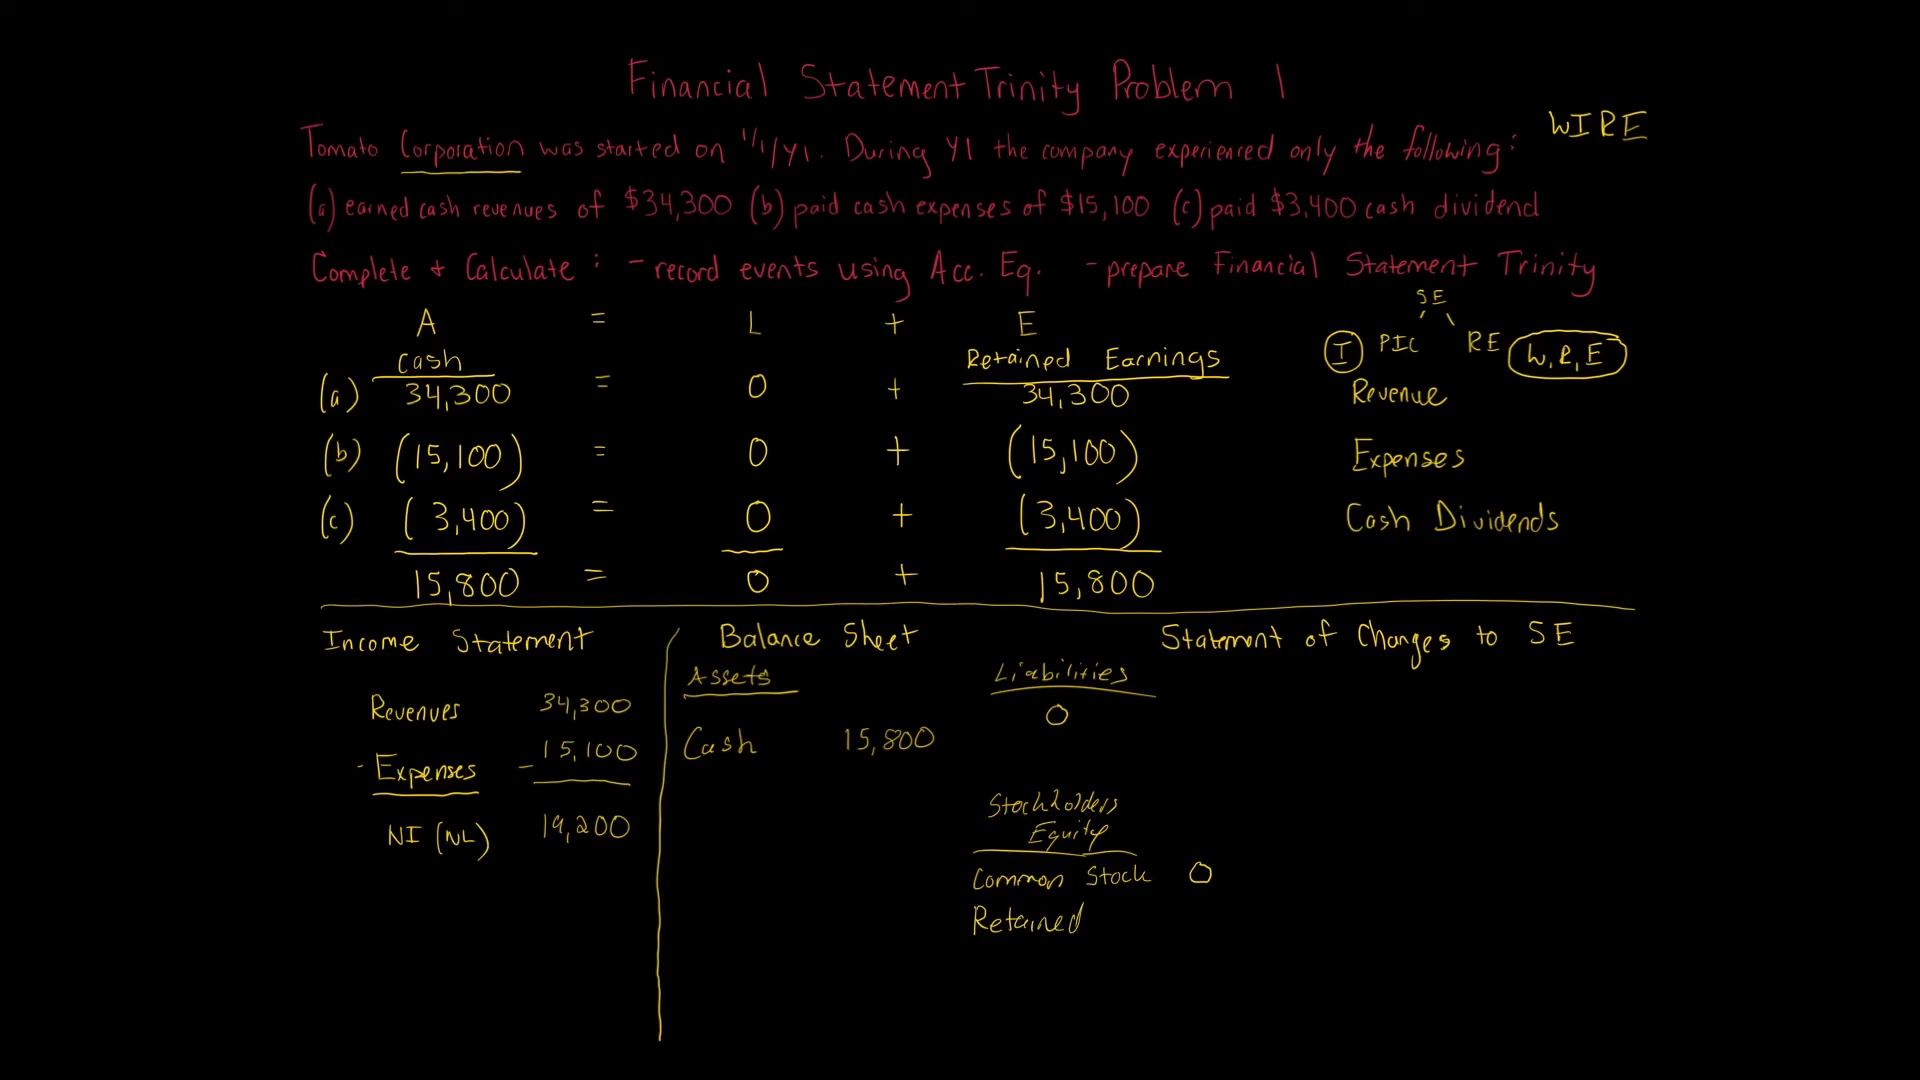 Financial Statement Trinity Problem 1
WIRE
Tomato Corporation was started on 1/1/Y1. During Y1 the company experienced only the following:
(a) earned cash revenues of $34,300 (b) paid cash expenses of $15,100 (c) paid $3,400 cash dividend
Complete + Calculate: - record events using Acc. Eq. - prepare Financial Statement Trinity
SE
A = L + E
I PIC RE W, R, E
Cash Retained Earnings
(a) 34,300 = 0 + 34,300 Revenue
(b) (15,100) = 0 + (15,100) Expenses
(c) (3,400) = 0 + (3,400) Cash Dividends
15,800 = 0 + 15,800
Income Statement Balance Sheet Statement of Changes to SE
Assets Liabilities
Revenues 34,300 0
- Expenses - 15,100 Cash 15,800
NI (NL) 19,200 Stockholders
Equity
Common Stock 0
Retained